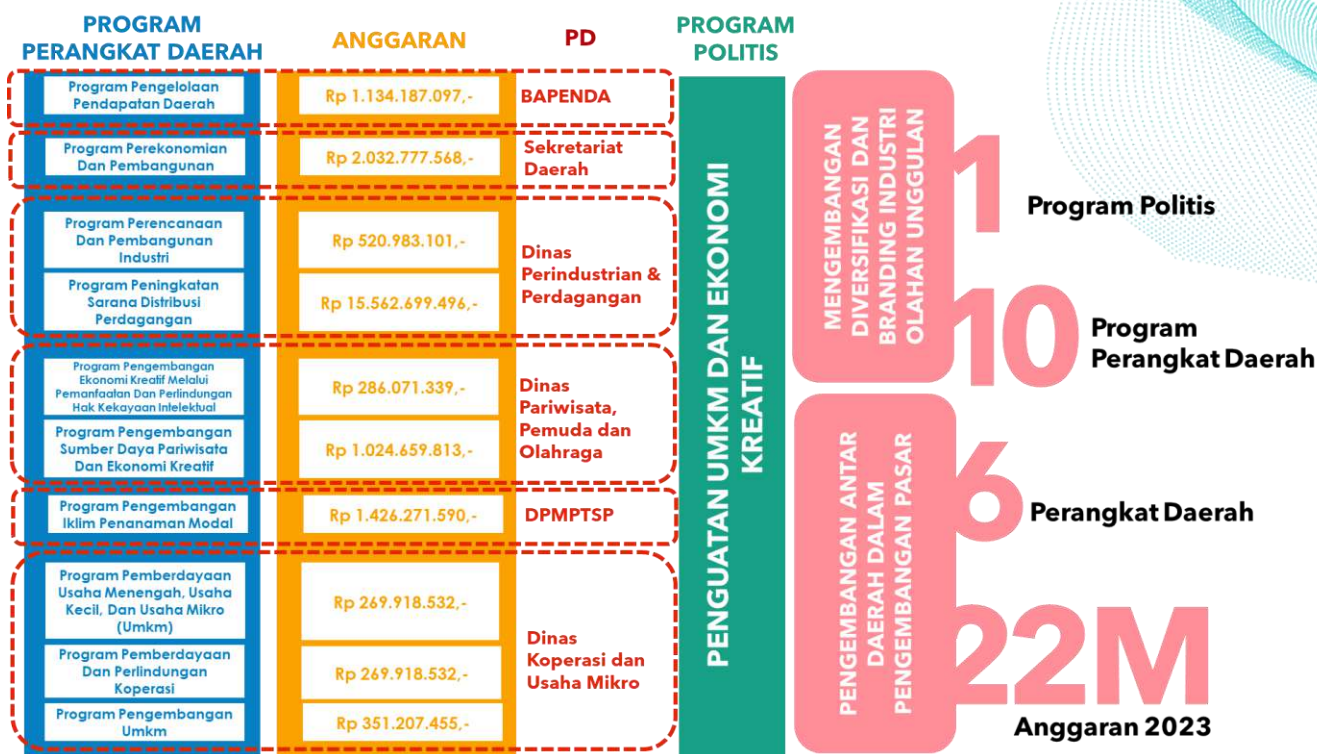 PROGRAM
PERANGKAT DAERAH
ANGGARAN
PD
PROGRAM
POLITIS
Program Pengelolaan
Pendapatan Daerah
Rp 1.134.187.097,-
BAPENDA
Program Perekonomian
Dan Pembangunan
Rp 2.032.777.568,-
Sekretariat
Daerah
Program Perencanaan
Dan Pembangunan
Industri
Rp 520.983.101,-
Program Peningkatan
Sarana Distribusi
Perdagangan
Rp 15.562.699.496,-
Dinas
Perindustrian &
Perdagangan
Program Pengembangan
Ekonomi Kreatif Melalui
Pemanfaatan Dan Perlindungan
Hak Kekayaan Intelektual
Rp 286.071.339,-
Program Pengembangan
Sumber Daya Pariwisata
Dan Ekonomi Kreatif
Rp 1.024.659.813,-
Dinas
Pariwisata,
Pemuda dan
Olahraga
Program Pengembangan
Iklim Penanaman Modal
Rp 1.426.271.590,-
DPMPTSP
Program Pemberdayaan
Usaha Menengah, Usaha
Kecil, Dan Usaha Mikro
(Umkm)
Rp 269.918.532,-
Program Pemberdayaan
Dan Perlindungan
Koperasi
Rp 269.918.532,-
Program Pengembangan
Umkm
Rp 351.207.455,-
Dinas
Koperasi dan
Usaha Mikro
PENGUATAN UMKM DAN EKONOMI
KREATIF
MENGEMBANGAN
DIVERSIFIKASI DAN
BRANDING INDUSTRI
OLAHAN UNGGULAN
PENGEMBANGAN ANTAR
DAERAH DALAM
PENGEMBANGAN PASAR
1
Program Politis
10
Program
Perangkat Daerah
6
Perangkat Daerah
22M
Anggaran 2023